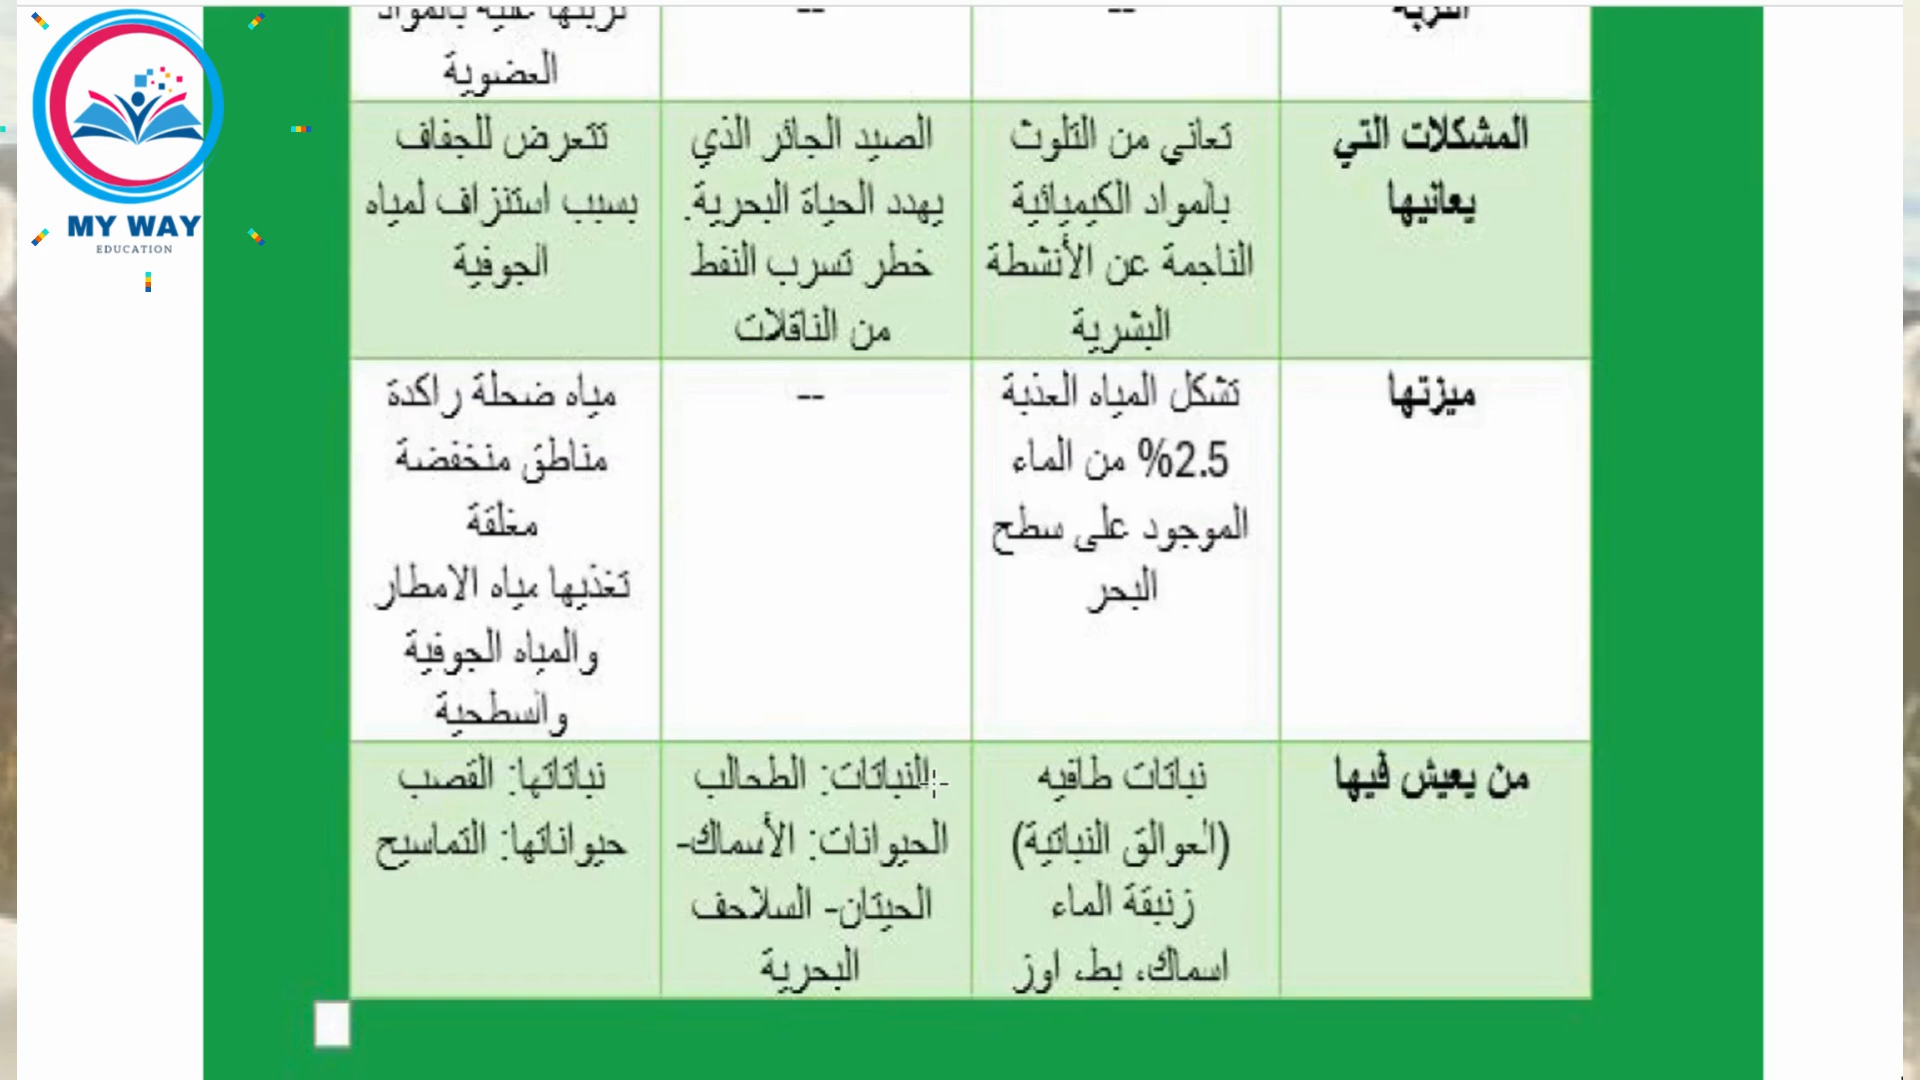 MY WAY
EDUCATION
التربة
--
--
تربتها غنية بالمواد
العضوية
المشكلات التي
يعانيها
تعاني من التلوث
بالمواد الكيميائية
الناجمة عن الأنشطة
البشرية
الصيد الجائر الذي
يهدد الحياة البحرية.
خطر تسرب النفط
من الناقلات
تتعرض للجفاف
بسبب استنزاف لمياه
الجوفية
ميزتها
تشكل المياه العذبة
2.5% من الماء
الموجود على سطح
البحر
--
مياه ضحلة راكدة
مناطق منخفضة
مغلقة
تغذيها مياه الامطار
والمياه الجوفية
والسطحية
من يعيش فيها
نباتات طافيه
(العوالق النباتية)
زنبقة الماء
اسماك، بط، اوز
النباتات: الطحالب
الحيوانات: الأسماك-
الحيتان- السلاحف
البحرية
نباتاتها: القصب
حيواناتها: التماسيح